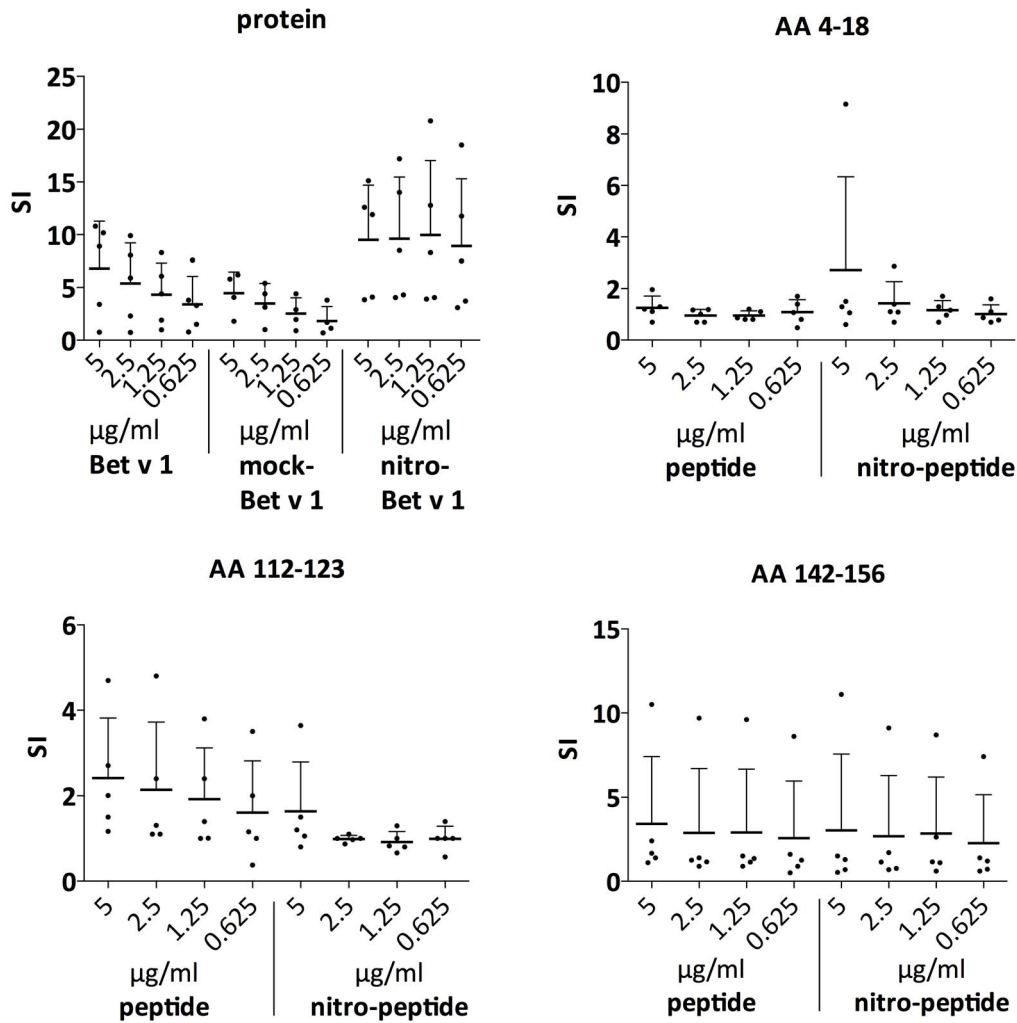 protein
25
20
15
10
5
0
SI
5 2.5 1.25 0.625 5 2.5 1.25 0.625 5 2.5 1.25 0.625
µg/ml µg/ml µg/ml
Bet v 1 mock- nitro-
Bet v 1 Bet v 1
AA 4-18
10
8
6
4
2
0
SI
5 2.5 1.25 0.625 5 2.5 1.25 0.625
µg/ml µg/ml
peptide nitro-peptide
AA 112-123
6
4
2
0
SI
5 2.5 1.25 0.625 5 2.5 1.25 0.625
µg/ml µg/ml
peptide nitro-peptide
AA 142-156
15
10
5
0
SI
5 2.5 1.25 0.625 5 2.5 1.25 0.625
µg/ml µg/ml
peptide nitro-peptide